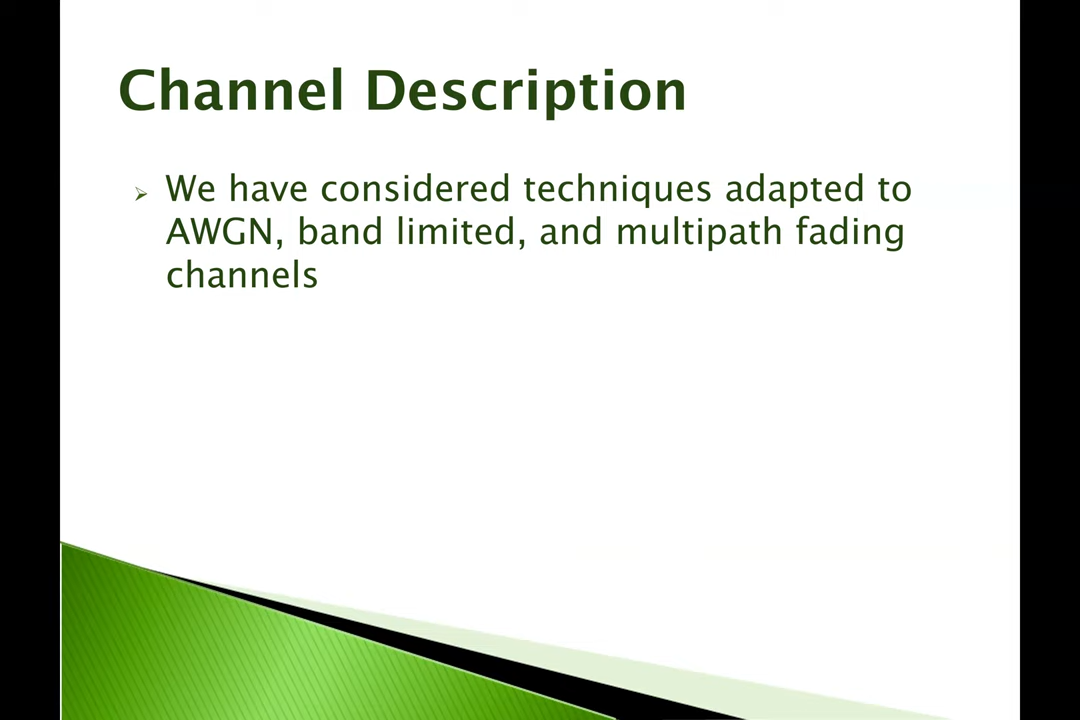 Channel Description
We have considered techniques adapted to
AWGN, band limited, and multipath fading
channels